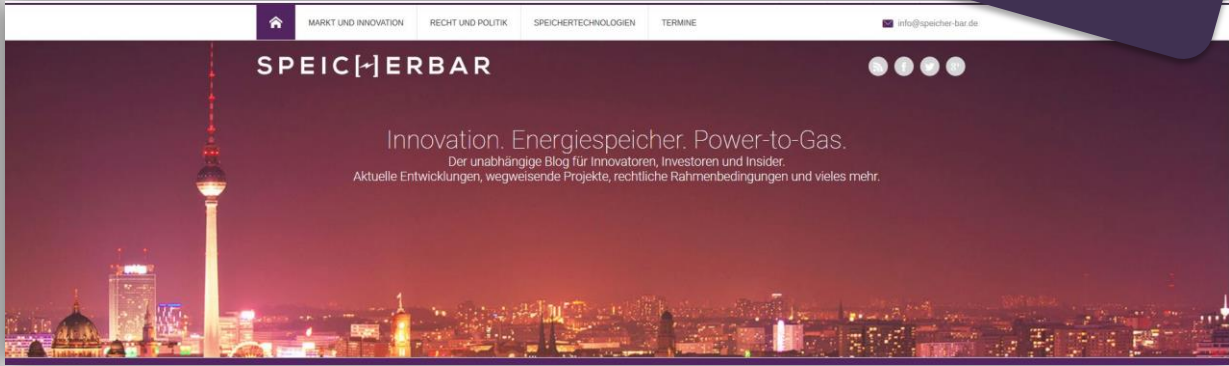 MARKT UND INNOVATION
RECHT UND POLITIK
SPEICHERTECHNOLOGIEN
TERMINE
info@speicher-bar.de
SPEIC[H]ERBAR
Innovation. Energiespeicher. Power-to-Gas.
Der unabhängige Blog für Innovatoren, Investoren und Insider.
Aktuelle Entwicklungen, wegweisende Projekte, rechtliche Rahmenbedingungen und vieles mehr.